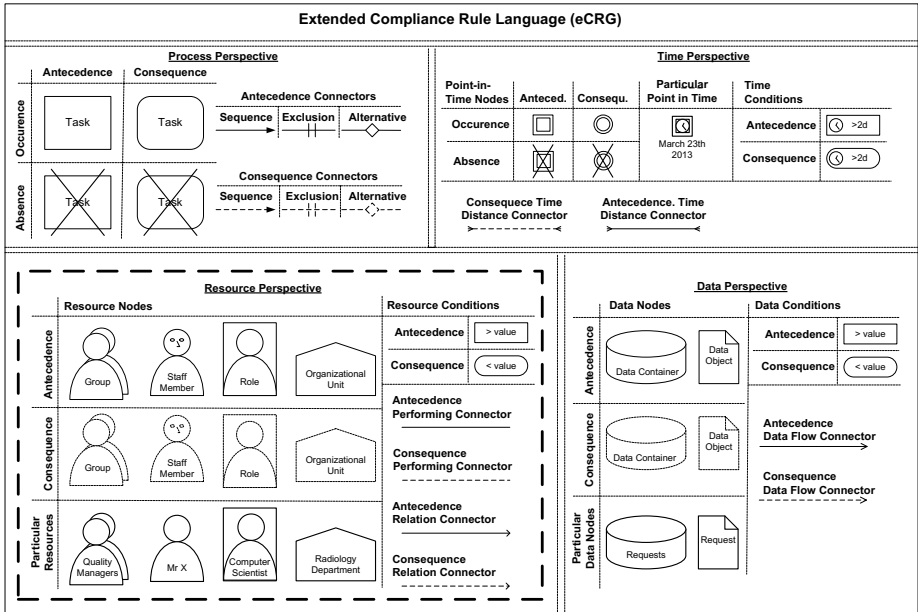 Extended Compliance Rule Language (eCRG)
Process Perspective
Antecedence
Consequence
Occurence
Task
Task
Absence
Task
Task
Antecedence Connectors
Sequence
Exclusion
Alternative
Consequence Connectors
Sequence
Exclusion
Alternative
Time Perspective
Point-in-
Time Nodes
Anteced.
Consequ.
Particular
Point in Time
Time
Conditions
Occurence
Absence
March 23th
2013
Antecedence
>2d
Consequence
>2d
Consequece Time
Distance Connector
Antecedence. Time
Distance Connector
Resource Perspective
Resource Nodes
Antecedence
Group
Staff
Member
Role
Organizational
Unit
Consequence
Group
Staff
Member
Role
Organizational
Unit
Particular
Resources
Quality
Managers
Mr X
Computer
Scientist
Radiology
Department
Resource Conditions
Antecedence
> value
Consequence
< value
Antecedence
Performing Connector
Consequence
Performing Connector
Antecedence
Relation Connector
Consequence
Relation Connector
Data Perspective
Data Nodes
Antecedence
Data Container
Data
Object
Consequence
Data Container
Data
Object
Particular
Data Nodes
Requests
Request
Data Conditions
Antecedence
> value
Consequence
< value
Antecedence
Data Flow Connector
Consequence
Data Flow Connector